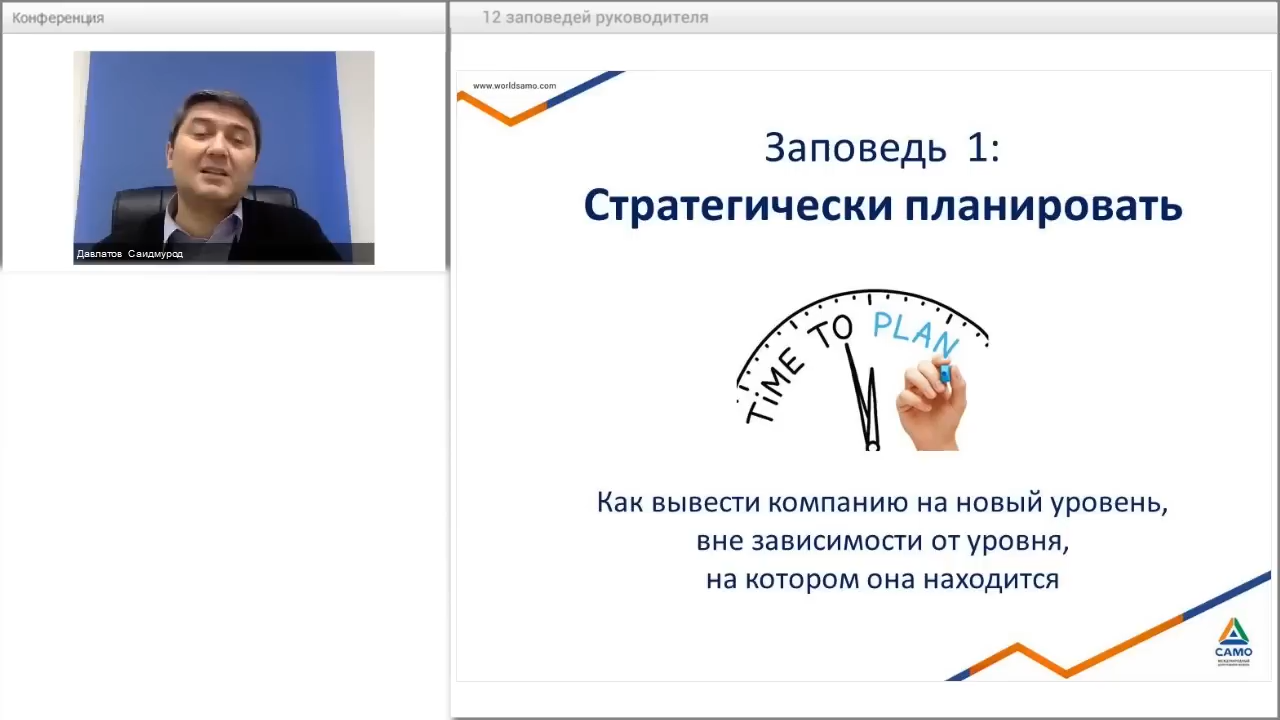 Конференция
12 заповедей руководителя
Давлатов Саидмурод
www.worldsamo.com
Заповедь 1:
Стратегически планировать
TiME TO PLAN
Как вывести компанию на новый уровень,
вне зависимости от уровня,
на котором она находится
САМО